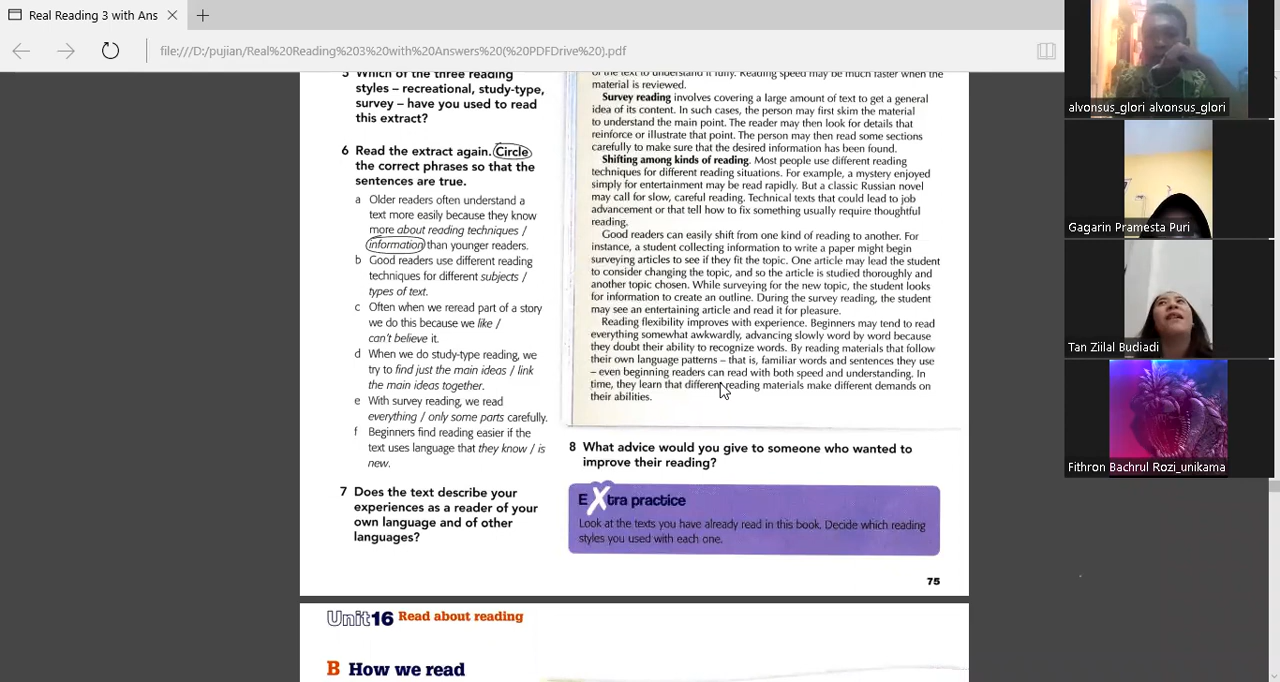 Real Reading 3 with Ans
file:///D:/pujian/Real%20Reading%203%20with%20Answers%20(%20PDFDrive%20).pdf
5 Which of the three reading
styles – recreational, study-type,
survey – have you used to read
this extract?
6 Read the extract again. Circle
the correct phrases so that the
sentences are true.
a Older readers often understand a
text more easily because they know
more about reading techniques /
information than younger readers.
b Good readers use different reading
techniques for different subjects /
types of text.
c Often when we reread part of a story
we do this because we like /
can't believe it.
d When we do study-type reading, we
try to find just the main ideas / link
the main ideas together.
e With survey reading, we read
everything / only some parts carefully.
f Beginners find reading easier if the
text uses language that they know / is
new.
7 Does the text describe your
experiences as a reader of your
own language and of other
languages?
of the text to understand it fully. Reading speed may be much faster when the
material is reviewed.
Survey reading involves covering a large amount of text to get a general
idea of its content. In such cases, the person may first skim the material
to understand the main point. The reader may then look for details that
reinforce or illustrate that point. The person may then read some sections
carefully to make sure that the desired information has been found.
Shifting among kinds of reading. Most people use different reading
techniques for different reading situations. For example, a mystery enjoyed
simply for entertainment may be read rapidly. But a classic Russian novel
may call for slow, careful reading. Technical texts that could lead to job
advancement or that tell how to fix something usually require thoughtful
reading.
Good readers can easily shift from one kind of reading to another. For
instance, a student collecting information to write a paper might begin
surveying articles to see if they fit the topic. One article may lead the student
to consider changing the topic, and so the article is studied thoroughly and
another topic chosen. While surveying for the new topic, the student looks
for information to create an outline. During the survey reading, the student
may see an entertaining article and read it for pleasure.
Reading flexibility improves with experience. Beginners may tend to read
everything somewhat awkwardly, advancing slowly word by word because
they doubt their ability to recognize words. By reading materials that follow
their own language patterns – that is, familiar words and sentences they use
– even beginning readers can read with both speed and understanding. In
time, they learn that different reading materials make different demands on
their abilities.
8 What advice would you give to someone who wanted to
improve their reading?
Extra practice
Look at the texts you have already read in this book. Decide which reading
styles you used with each one.
75
Unit16 Read about reading
B How we read
alvonsus_glori alvonsus_glori
Gagarin Pramesta Puri
Tan Ziilal Budiadi
Fithron Bachrul Rozi_unikama